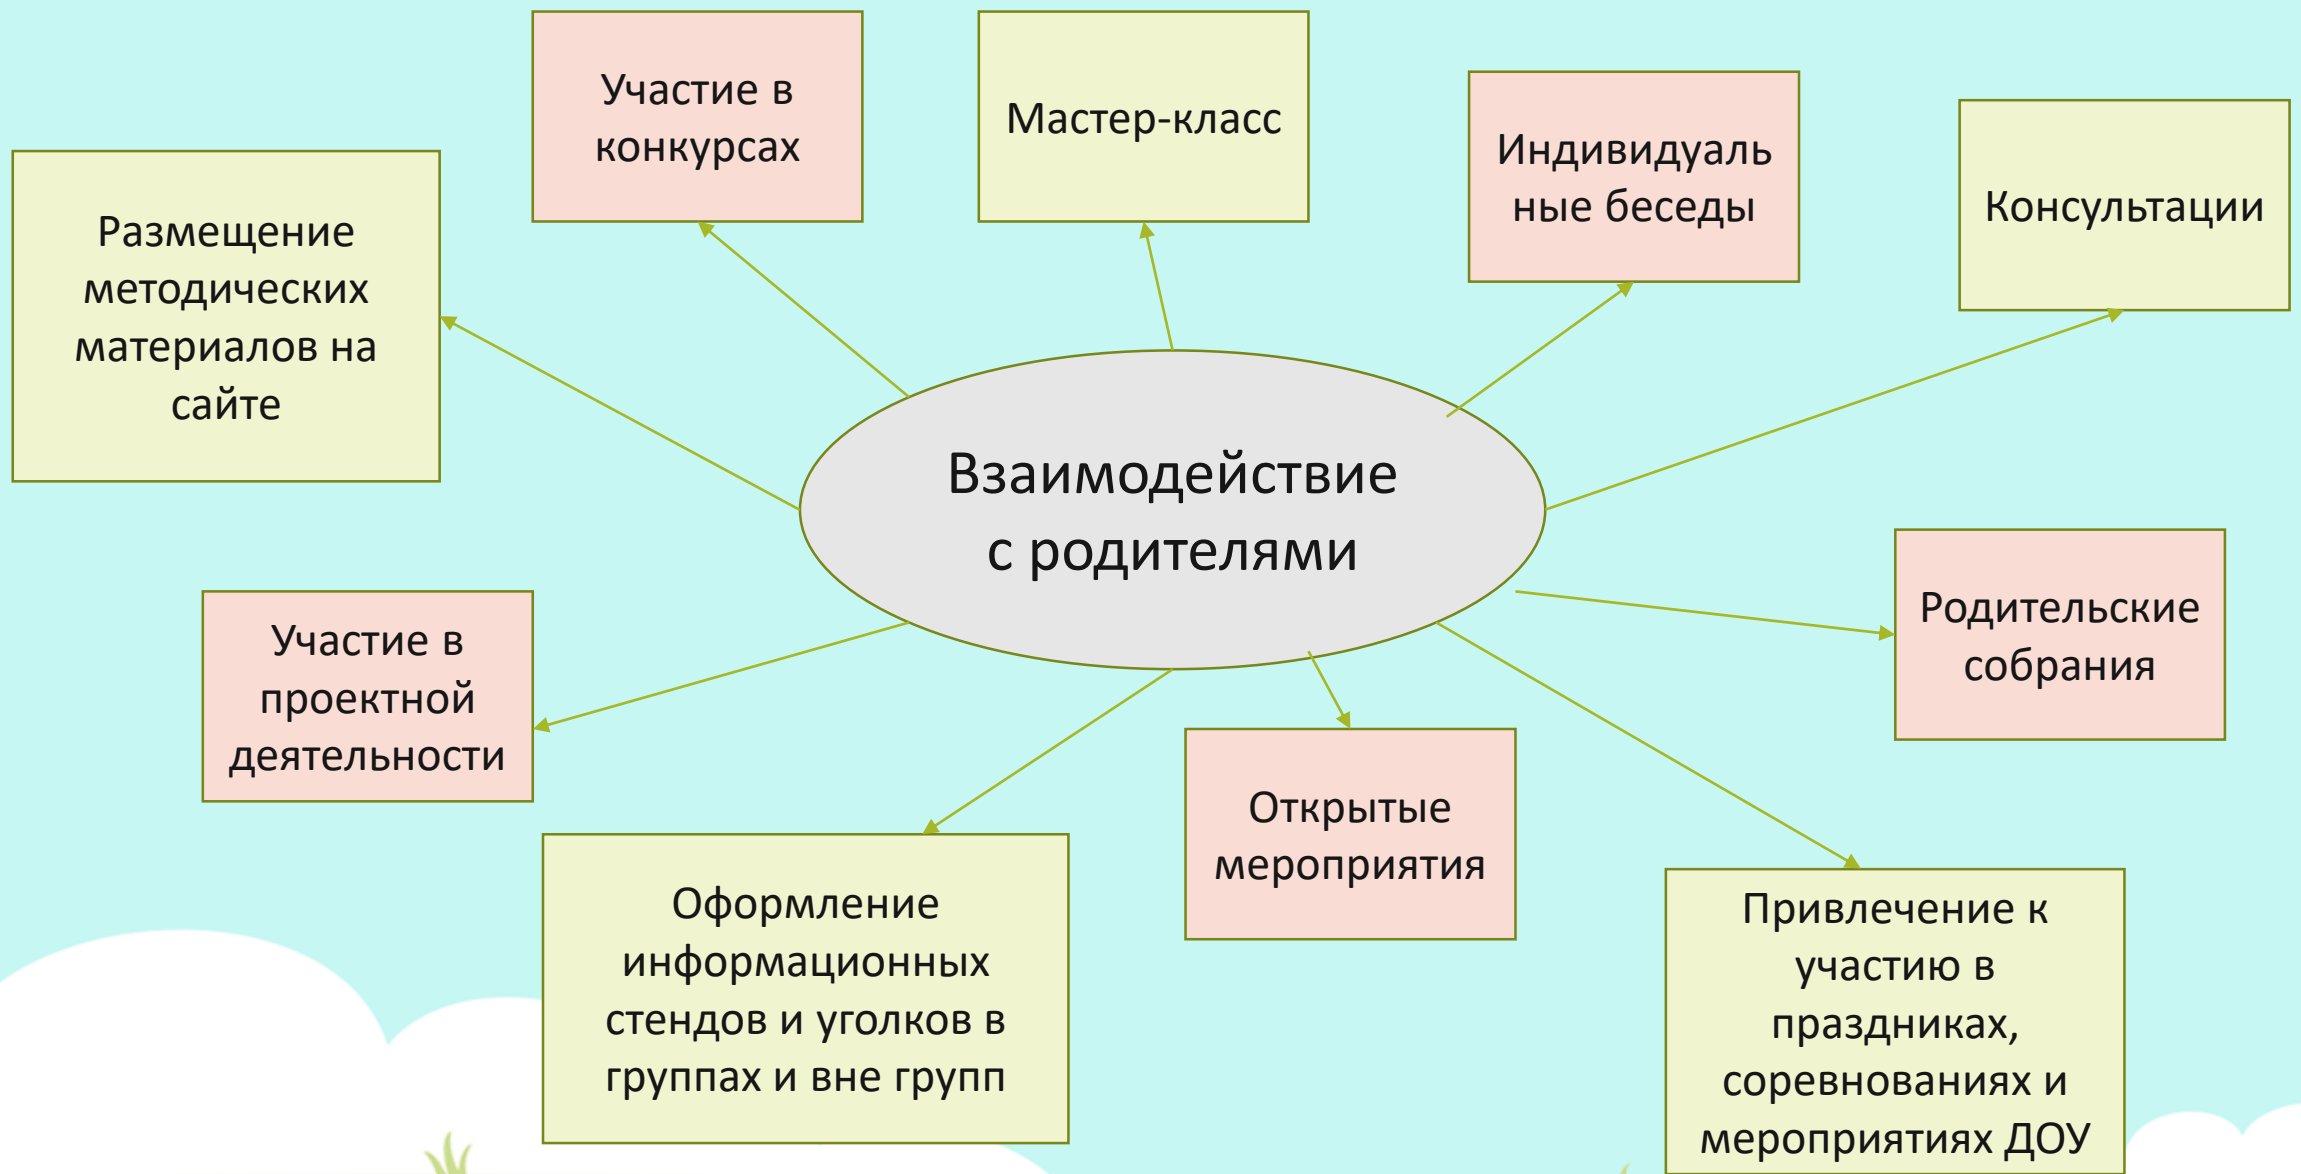 Участие в
конкурсах
Мастер-класс
Индивидуаль
ные беседы
Консультации
Размещение
методических
материалов на
сайте
Взаимодействие
с родителями
Родительские
собрания
Участие в
проектной
деятельности
Открытые
мероприятия
Оформление
информационных
стендов и уголков в
группах и вне групп
Привлечение к
участию в
праздниках,
соревнованиях и
мероприятиях ДОУ